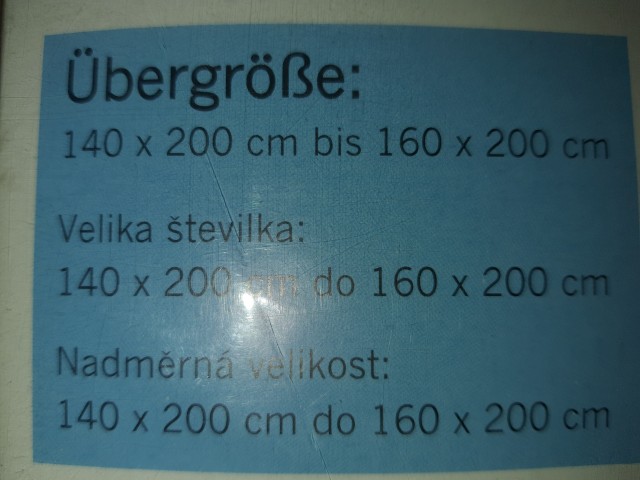 Übergröße:
140 x 200 cm bis 160 x 200 cm
Velika številka:
140 x 200 cm do 160 x 200 cm
Nadměrná velikost:
140 x 200 cm do 160 x 200 cm